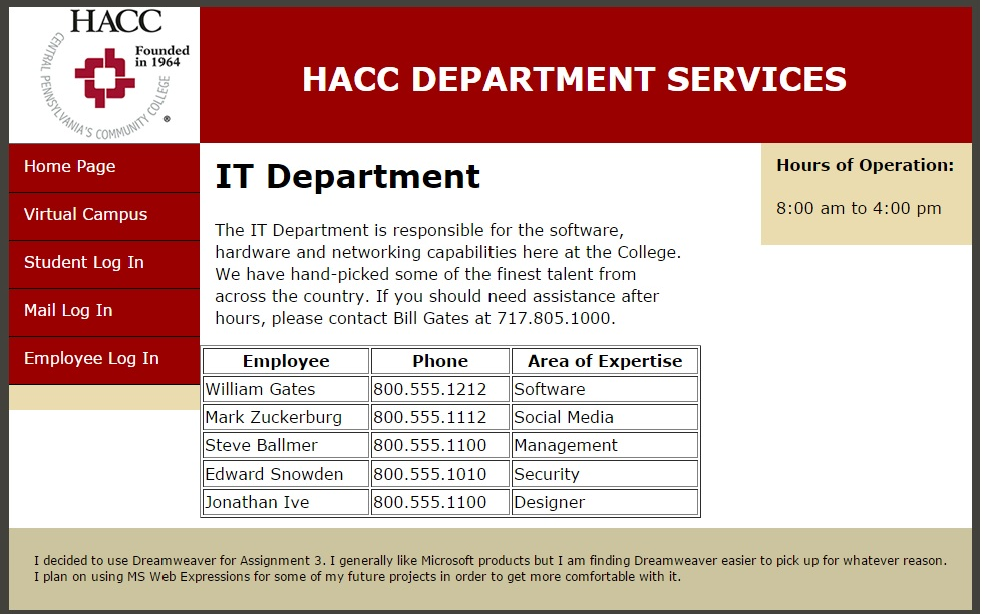 HACC
Founded
in 1964
CENTRAL PENNSYLVANIA'S COMMUNITY COLLEGE
®
HACC DEPARTMENT SERVICES
Home Page
Virtual Campus
Student Log In
Mail Log In
Employee Log In
IT Department
The IT Department is responsible for the software,
hardware and networking capabilities here at the College.
We have hand-picked some of the finest talent from
across the country. If you should need assistance after
hours, please contact Bill Gates at 717.805.1000.
Employee Phone Area of Expertise
William Gates 800.555.1212 Software
Mark Zuckerburg 800.555.1112 Social Media
Steve Ballmer 800.555.1100 Management
Edward Snowden 800.555.1010 Security
Jonathan Ive 800.555.1100 Designer
Hours of Operation:
8:00 am to 4:00 pm
I decided to use Dreamweaver for Assignment 3. I generally like Microsoft products but I am finding Dreamweaver easier to pick up for whatever reason.
I plan on using MS Web Expressions for some of my future projects in order to get more comfortable with it.